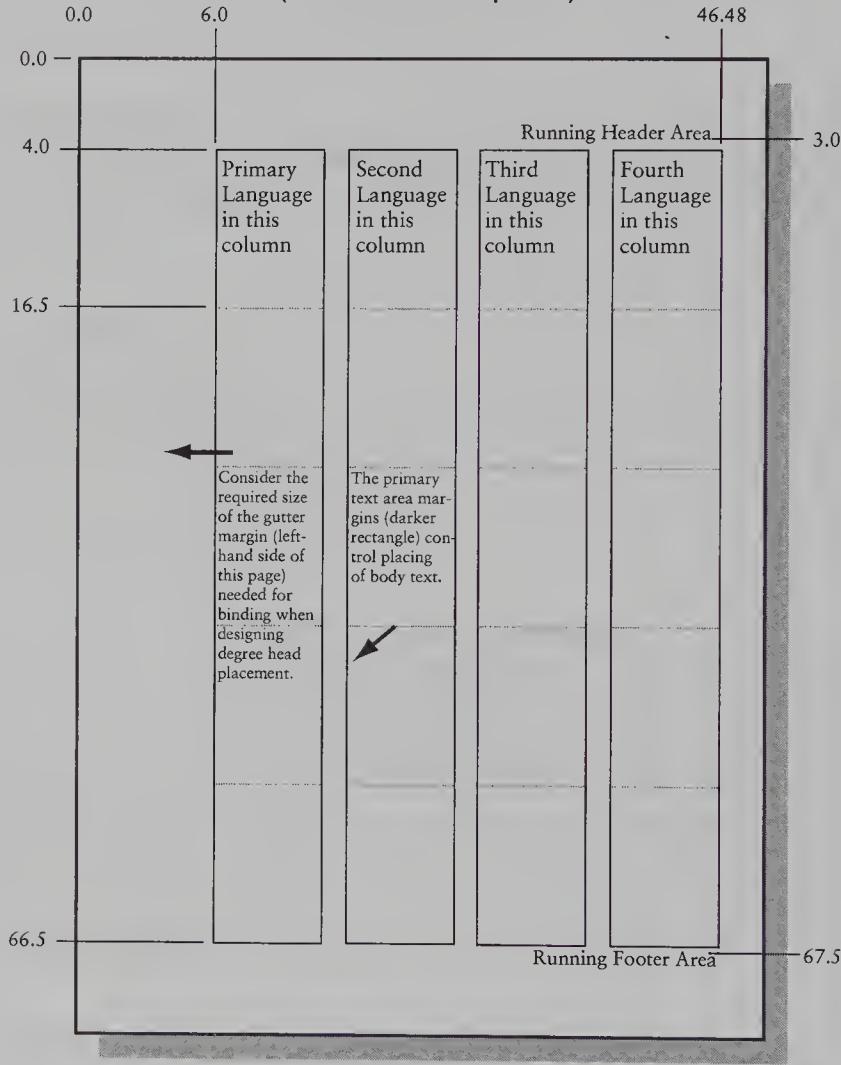 0.0 6.0 46.48
0.0
Running Header Area 3.0
4.0
Primary
Language
in this
column
Second
Language
in this
column
Third
Language
in this
column
Fourth
Language
in this
column
16.5
Consider the
required size
of the gutter
margin (left-
hand side of
this page)
needed for
binding when
designing
degree head
placement.
The primary
text area mar-
gins (darker
rectangle) con-
trol placing
of body text.
66.5
Running Footer Area 67.5